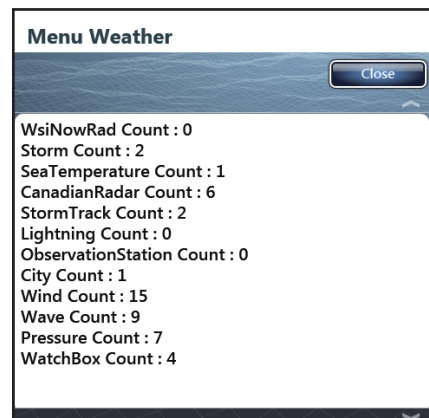 Menu Weather
Close
WsiNowRad Count : 0
Storm Count : 2
SeaTemperature Count : 1
CanadianRadar Count : 6
StormTrack Count : 2
Lightning Count : 0
ObservationStation Count : 0
City Count : 1
Wind Count : 15
Wave Count : 9
Pressure Count : 7
WatchBox Count : 4